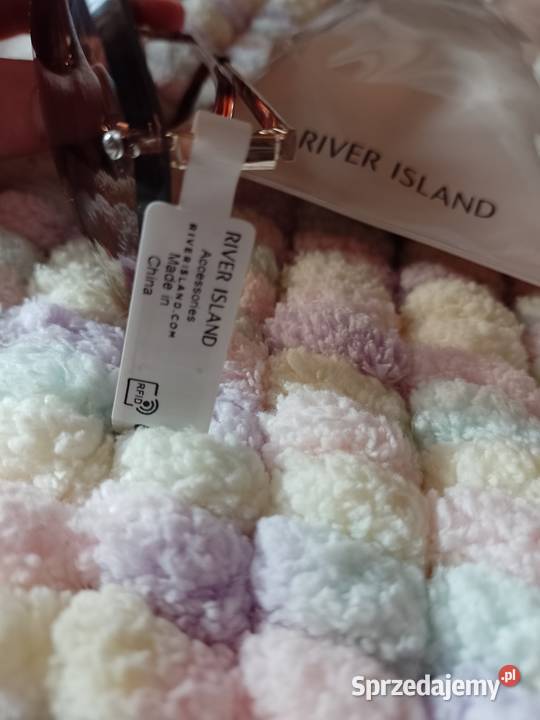 RIVER ISLAND
RIVER ISLAND
Accessories
RIVERISLAND.COM
Made in
China
RFID
Sprzedajemy.pl